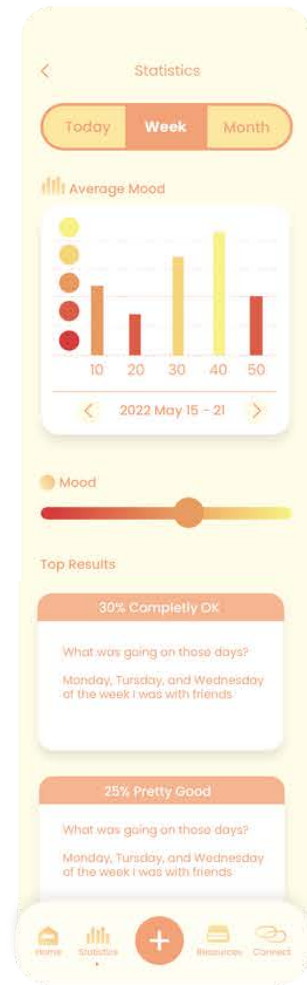 Statistics
Today Week Month
Average Mood
10 20 30 40 50
2022 May 15 - 21
Mood
Top Results
30% Completly OK
What was going on those days?
Monday, Tursday, and Wednesday
of the week I was with friends
25% Pretty Good
What was going on those days?
Monday, Tursday, and Wednesday
of the week I was with friends
Home Statistics Resources Connect